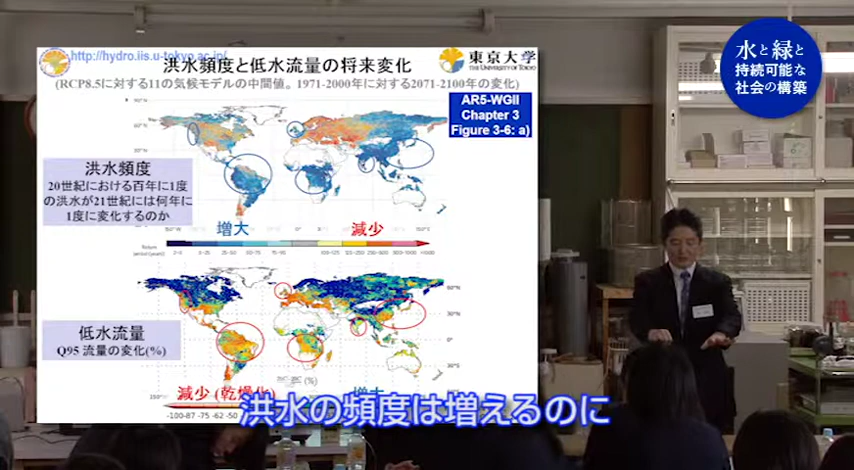 http://hydro.iis.u-tokyo.ac.jp/
東京大学
THE UNIVERSITY OF TOKYO
洪水頻度と低水流量の将来変化
(RCP8.5に対する11の気候モデルの中間値。1971-2000年に対する2071-2100年の変化)
AR5-WGII
Chapter 3
Figure 3-6: a)
洪水頻度
20世紀における百年に1度
の洪水が21世紀には何年に
1度に変化するのか
増大
減少
低水流量
Q95 流量の変化(%)
減少 (乾燥化)
増大
-100 -87 -75 -62 -50
洪水の頻度は増えるのに
水と緑と
持続可能な
社会の構築